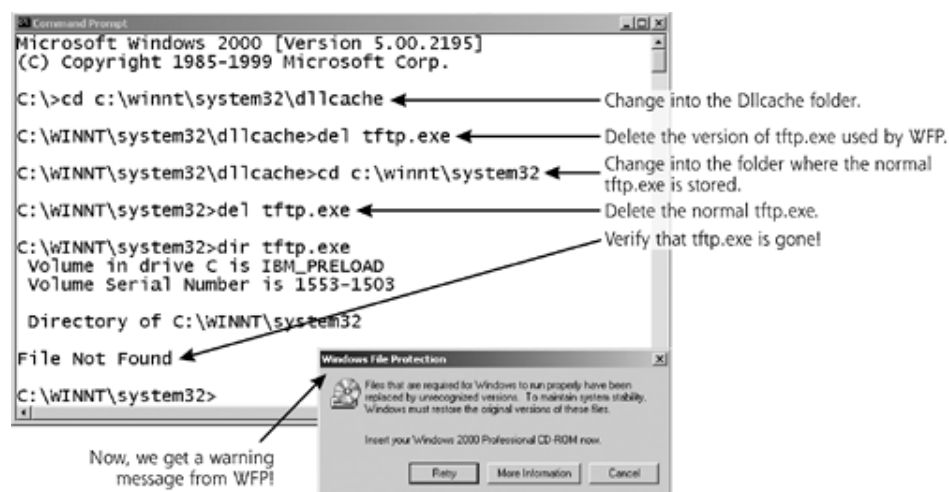 Command Prompt
Microsoft Windows 2000 [Version 5.00.2195]
(C) Copyright 1985-1999 Microsoft Corp.
C:\>cd c:\winnt\system32\dllcache
Change into the Dllcache folder.
C:\WINNT\system32\dllcache>del tftp.exe
Delete the version of tftp.exe used by WFP.
C:\WINNT\system32\dllcache>cd c:\winnt\system32
Change into the folder where the normal
tftp.exe is stored.
C:\WINNT\system32>del tftp.exe
Delete the normal tftp.exe.
C:\WINNT\system32>dir tftp.exe
Verify that tftp.exe is gone!
Volume in drive C is IBM_PRELOAD
Volume Serial Number is 1553-1503
Directory of C:\WINNT\system32
File Not Found
C:\WINNT\system32>
Windows File Protection
Files that are required for Windows to run properly have been
replaced by unrecognized versions. To maintain system stability,
Windows must restore the original versions of these files.
Insert your Windows 2000 Professional CD-ROM now.
Retry
More Information
Cancel
Now, we get a warning
message from WFP!